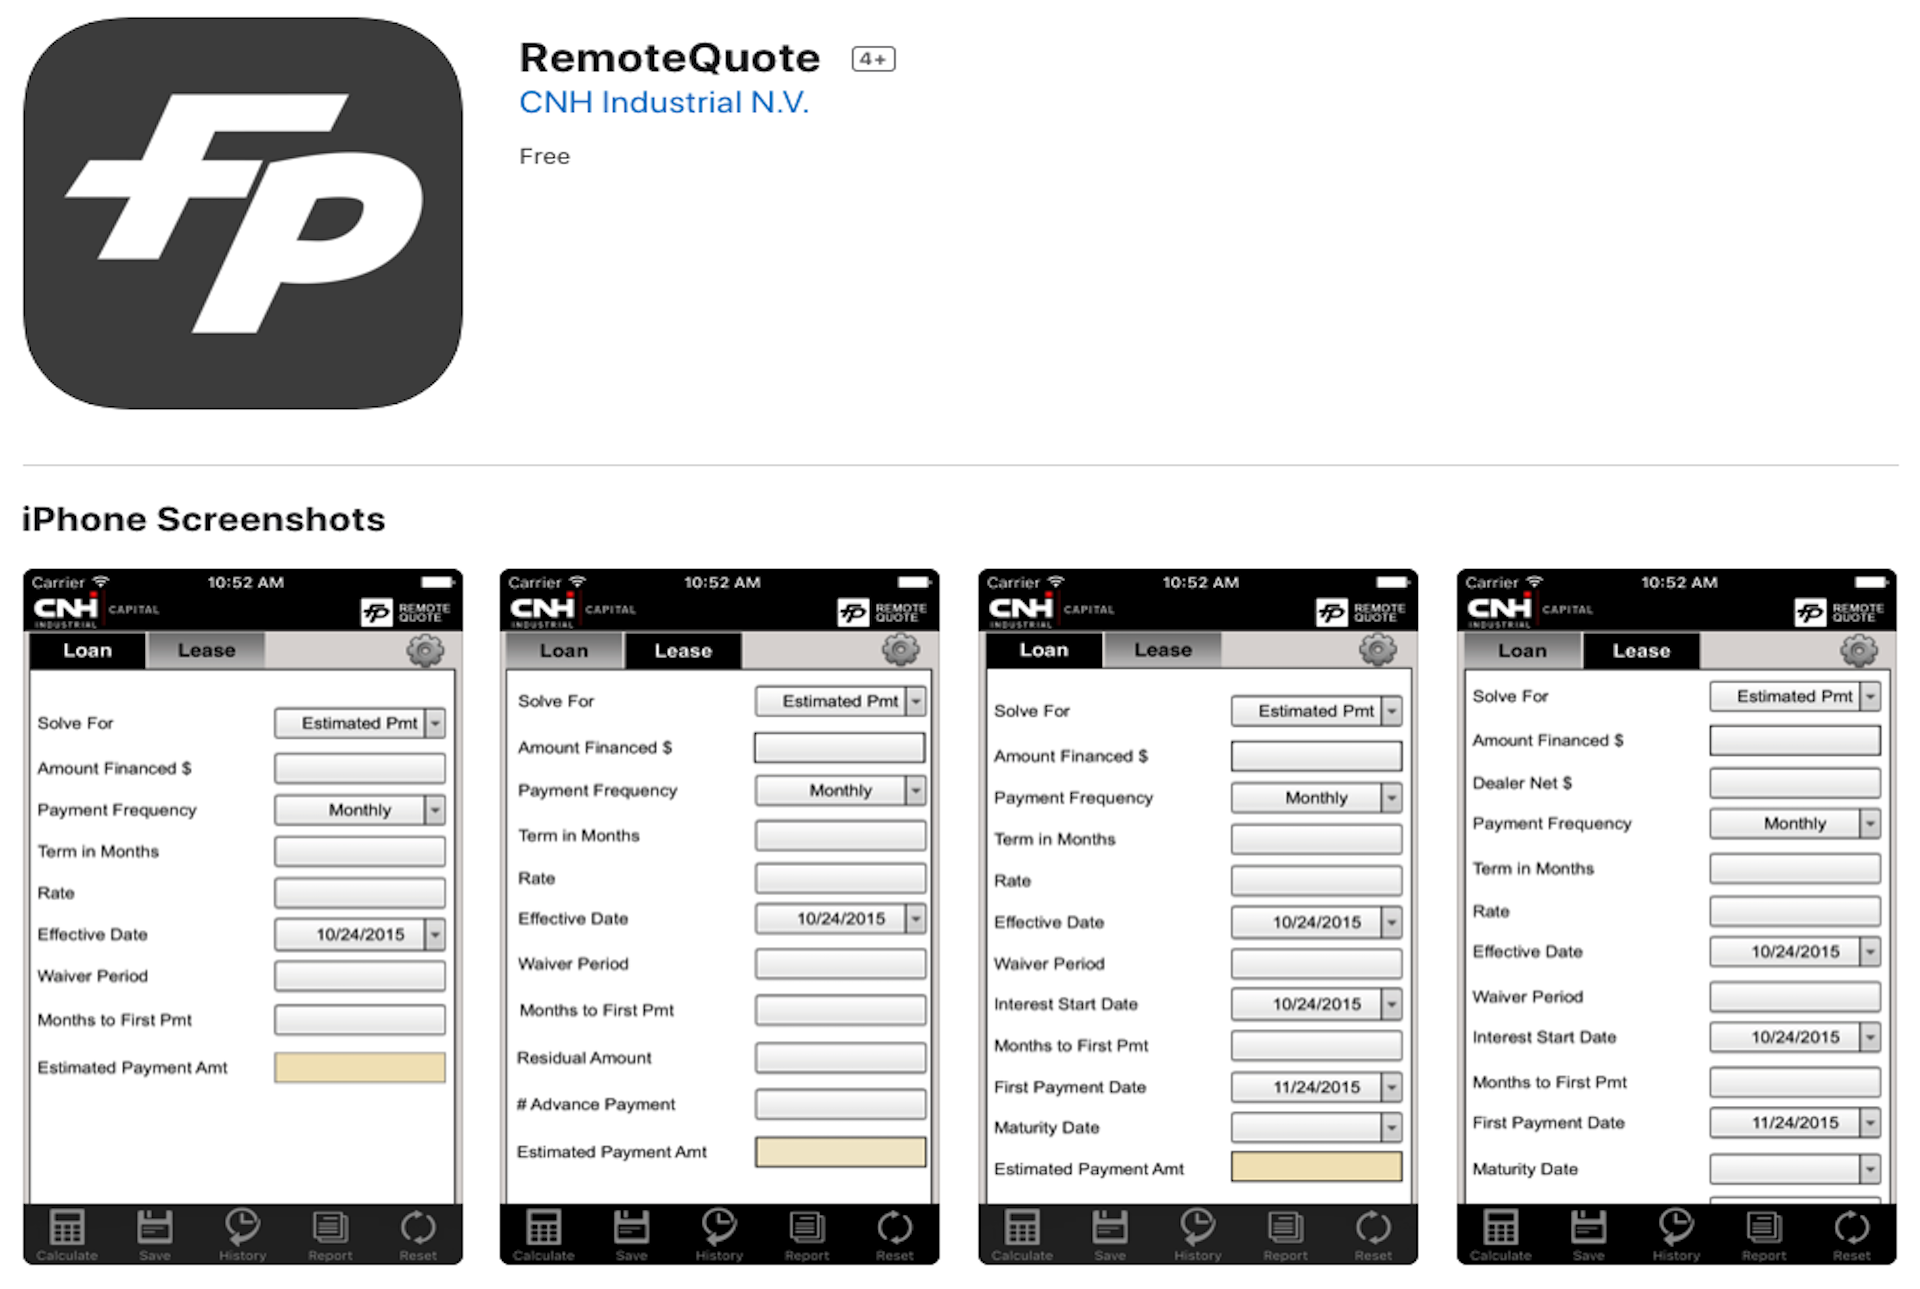 FP
RemoteQuote 4+
CNH Industrial N.V.
Free
iPhone Screenshots
Carrier 10:52 AM
CNH INDUSTRIAL CAPITAL FP REMOTE QUOTE
Loan Lease
Solve For Estimated Pmt
Amount Financed $
Payment Frequency Monthly
Term in Months
Rate
Effective Date 10/24/2015
Waiver Period
Months to First Pmt
Estimated Payment Amt
Calculate Save History Report Reset
Carrier 10:52 AM
CNH INDUSTRIAL CAPITAL FP REMOTE QUOTE
Loan Lease
Solve For Estimated Pmt
Amount Financed $
Payment Frequency Monthly
Term in Months
Rate
Effective Date 10/24/2015
Waiver Period
Months to First Pmt
Residual Amount
# Advance Payment
Estimated Payment Amt
Calculate Save History Report Reset
Carrier 10:52 AM
CNH INDUSTRIAL CAPITAL FP REMOTE QUOTE
Loan Lease
Solve For Estimated Pmt
Amount Financed $
Payment Frequency Monthly
Term in Months
Rate
Effective Date 10/24/2015
Waiver Period
Interest Start Date 10/24/2015
Months to First Pmt
First Payment Date 11/24/2015
Maturity Date
Estimated Payment Amt
Calculate Save History Report Reset
Carrier 10:52 AM
CNH INDUSTRIAL CAPITAL FP REMOTE QUOTE
Loan Lease
Solve For Estimated Pmt
Amount Financed $
Dealer Net $
Payment Frequency Monthly
Term in Months
Rate
Effective Date 10/24/2015
Waiver Period
Interest Start Date 10/24/2015
Months to First Pmt
First Payment Date 11/24/2015
Maturity Date
Calculate Save History Report Reset